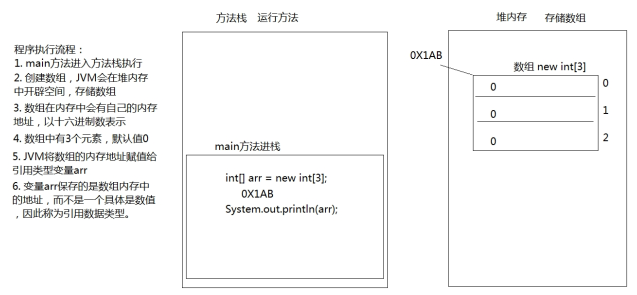 程序执行流程：
1. main方法进入方法栈执行
2. 创建数组，JVM会在堆内存
中开辟空间，存储数组
3. 数组在内存中会有自己的内存
地址，以十六进制数表示
4. 数组中有3个元素，默认值0
5. JVM将数组的内存地址赋值给
引用类型变量arr
6. 变量arr保存的是数组内存中
的地址，而不是一个具体是数值
，因此称为引用数据类型。
方法栈 运行方法
main方法进栈
int[] arr = new int[3];
0X1AB
System.out.println(arr);
堆内存 存储数组
0X1AB
数组 new int[3]
0 0
0 1
0 2